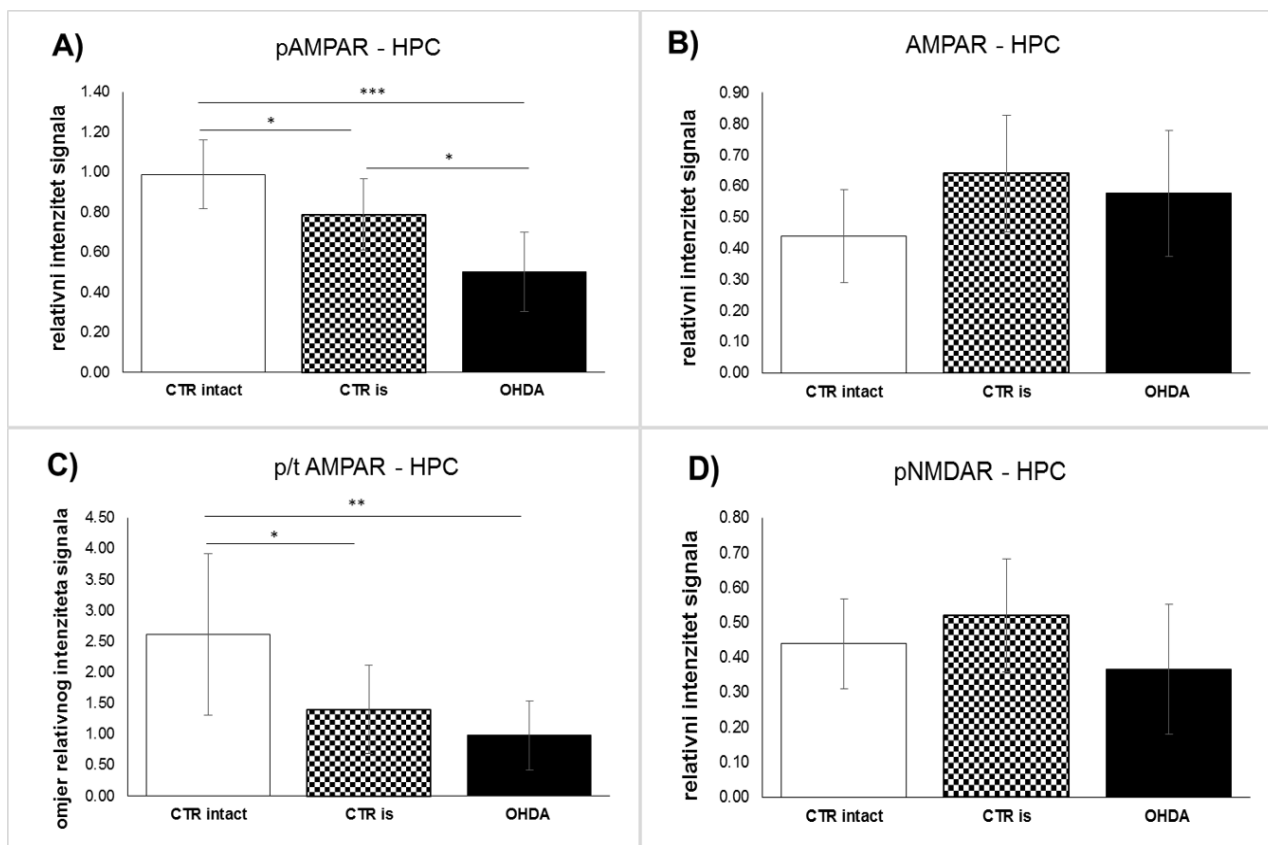 A)
pAMPAR - HPC
relativni intenzitet signala
1.40
1.20
1.00
0.80
0.60
0.40
0.20
0.00
***
*
*
CTR intact
CTR is
OHDA
B)
AMPAR - HPC
relativni intenzitet signala
0.90
0.80
0.70
0.60
0.50
0.40
0.30
0.20
0.10
0.00
CTR intact
CTR is
OHDA
C)
p/t AMPAR - HPC
omjer relativnog intenziteta signala
4.50
4.00
3.50
3.00
2.50
2.00
1.50
1.00
0.50
0.00
**
*
CTR intact
CTR is
OHDA
D)
pNMDAR - HPC
relativni intenzitet signala
0.80
0.70
0.60
0.50
0.40
0.30
0.20
0.10
0.00
CTR intact
CTR is
OHDA